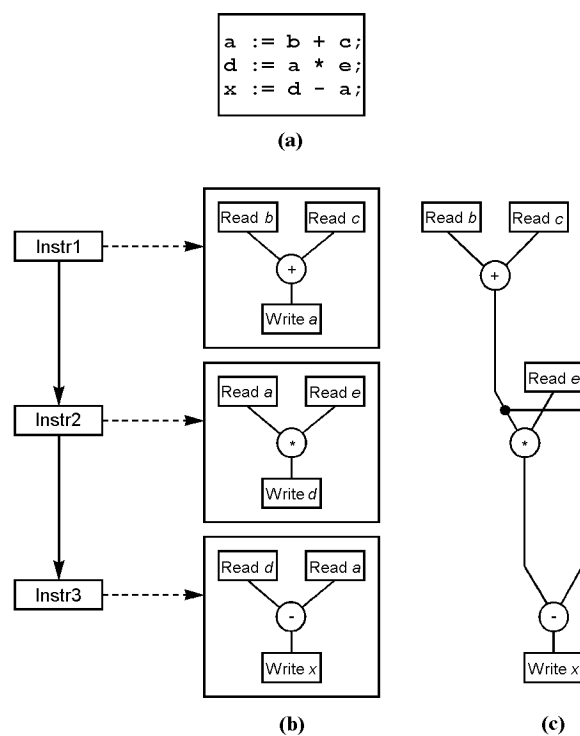 a := b + c;
d := a * e;
x := d - a;
(a)
Instr1
Read b
Read c
+
Write a
Instr2
Read a
Read e
*
Write d
Instr3
Read d
Read a
-
Write x
(b)
Read b
Read c
+
Read e
*
-
Write x
(c)